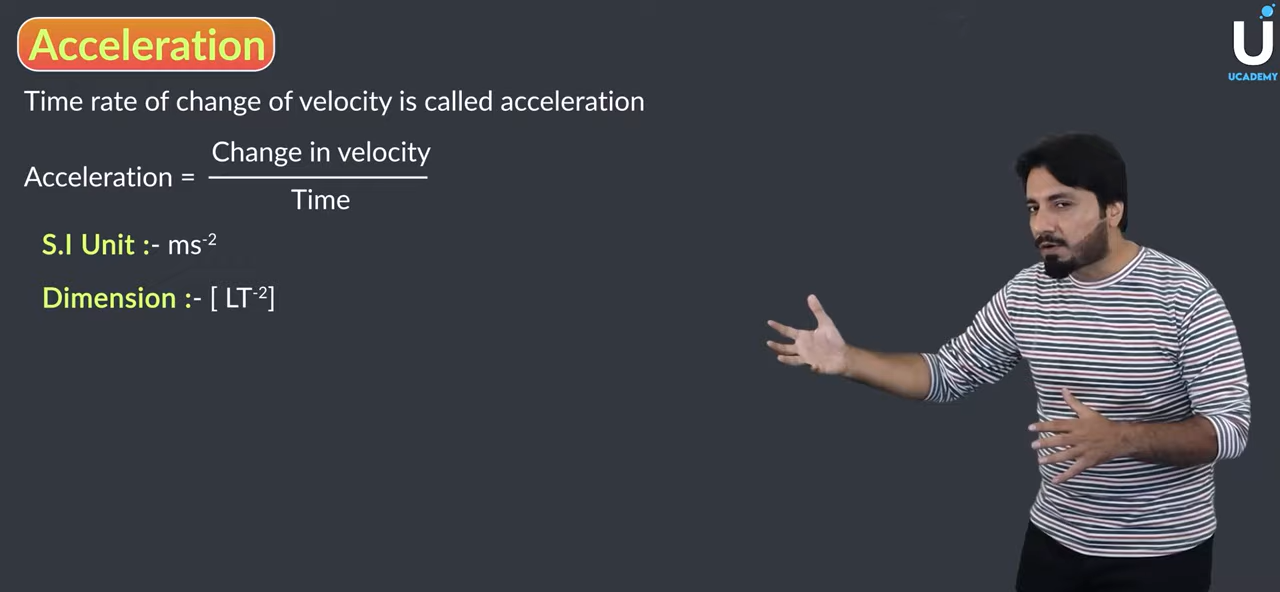 Acceleration
Time rate of change of velocity is called acceleration
Acceleration = Change in velocity
Time
S.I Unit :- ms⁻²
Dimension :- [ LT⁻²]
U
UCADEMY